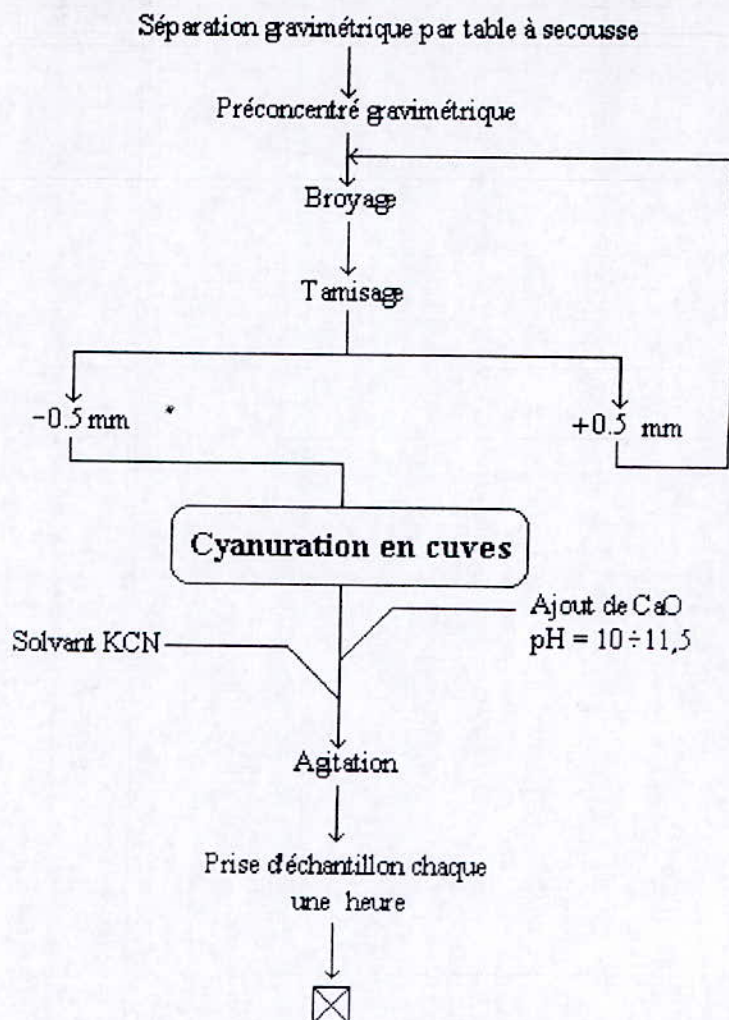 Séparation gravimétrique par table à secousse
Préconcentré gravimétrique
Broyage
Tamisage
-0.5 mm
+0.5 mm
Cyanuration en cuves
Ajout de CaO
pH = 10÷11,5
Solvant KCN
Agitation
Prise d'échantillon chaque
une heure